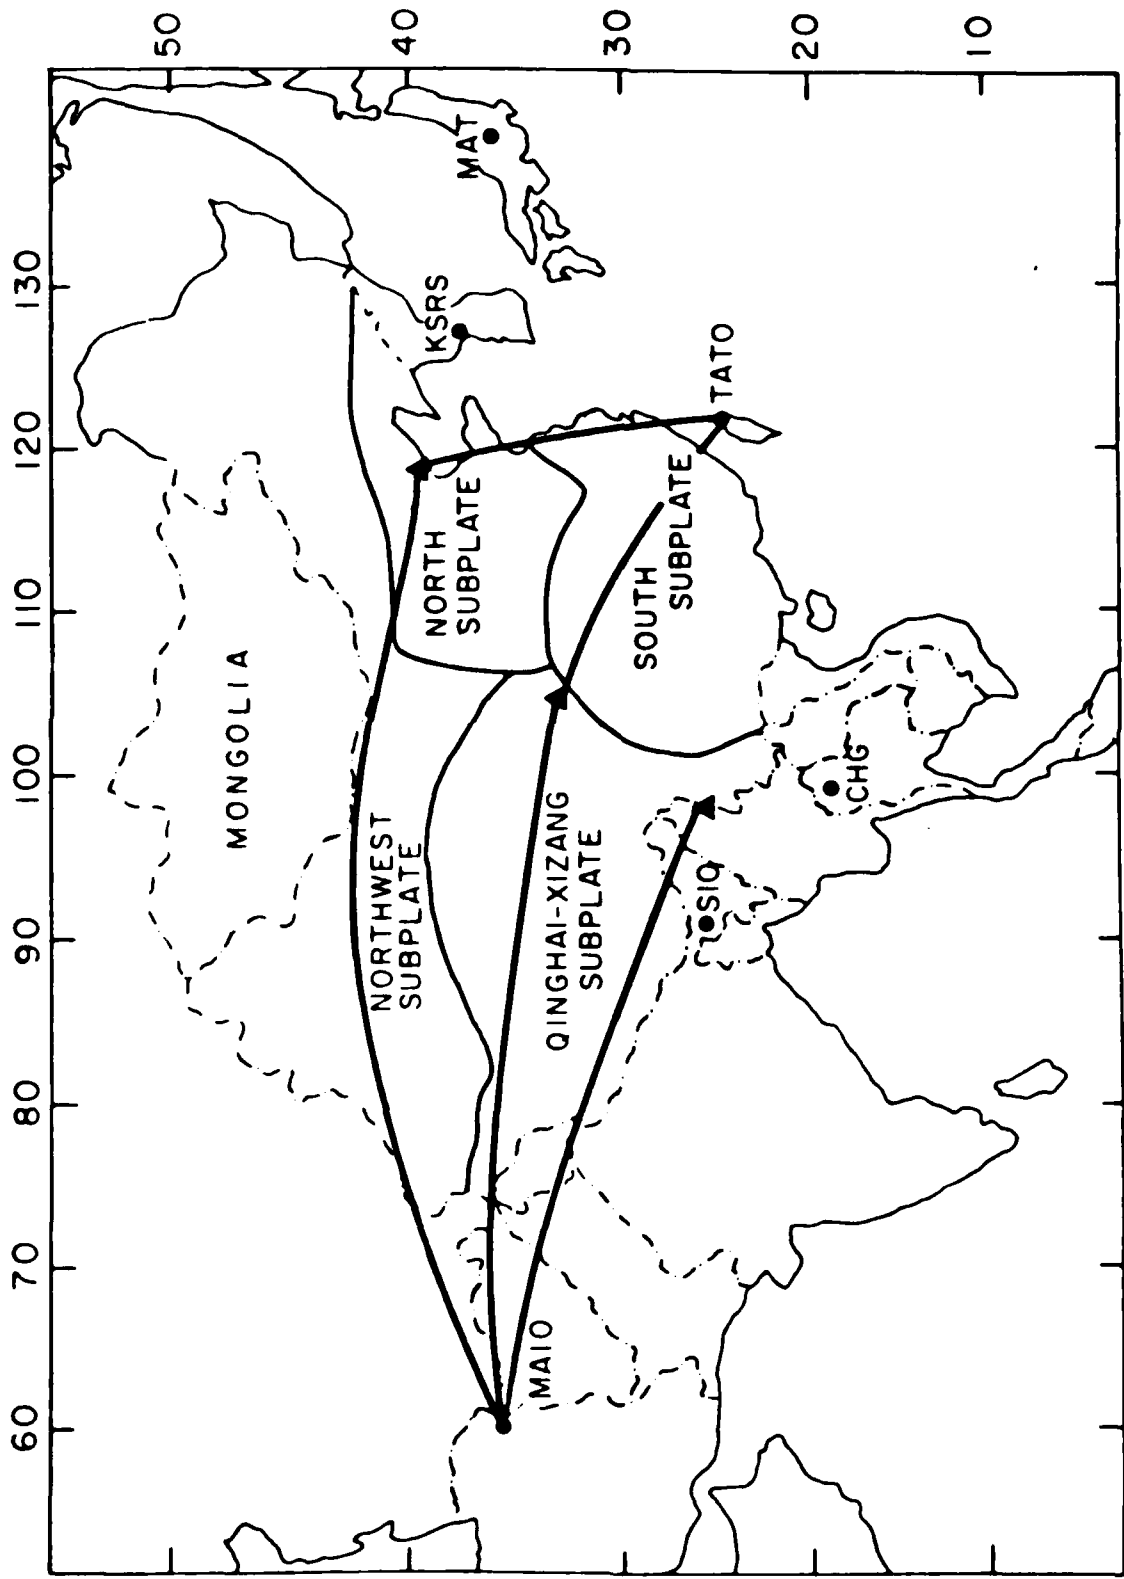 60
70
80
90
100
110
120
130
50
40
30
20
10
MONGOLIA
NORTHWEST
SUBPLATE
NORTH
SUBPLATE
QINGHAI-XIZANG
SUBPLATE
SOUTH
SUBPLATE
MAIO
SIO
CHG
TATO
KSRS
MAT